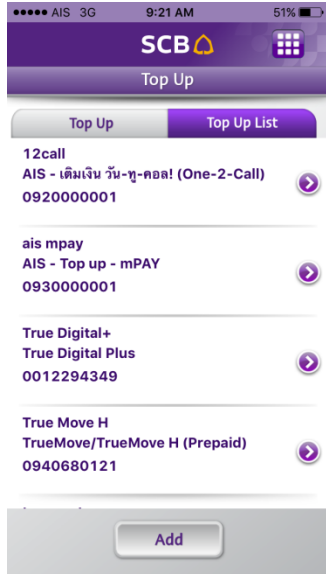 AIS 3G 9:21 AM 51%
SCB
Top Up
Top Up Top Up List
12call
AIS - เติมเงิน วัน-ทู-คอล! (One-2-Call)
0920000001
ais mpay
AIS - Top up - mPAY
0930000001
True Digital+
True Digital Plus
0012294349
True Move H
TrueMove/TrueMove H (Prepaid)
0940680121
Add